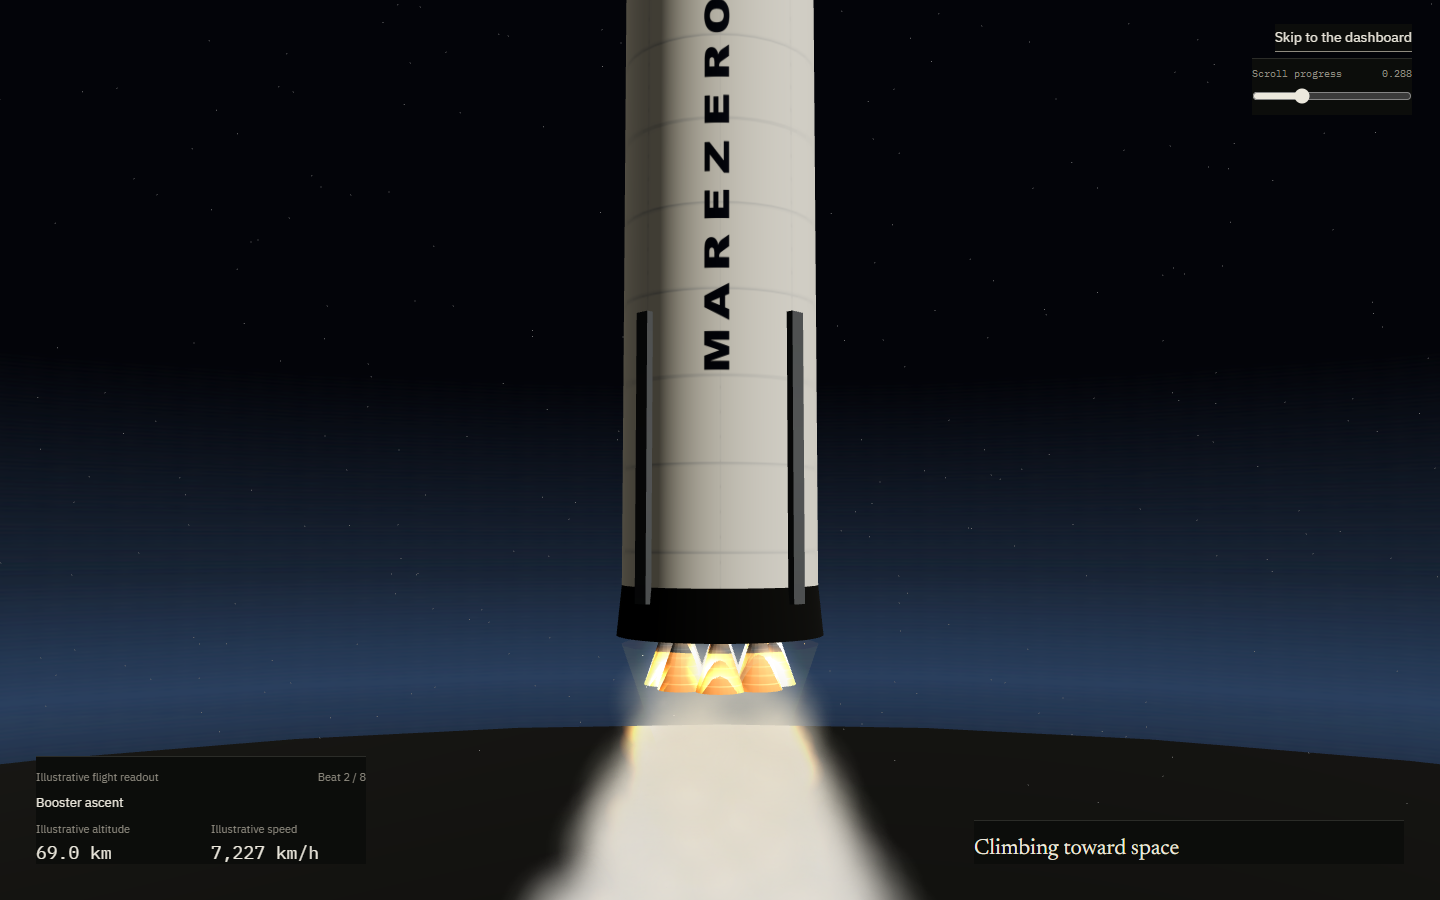 MAREZERO
Skip to the dashboard
Scroll progress 0.288
Illustrative flight readout Beat 2 / 8
Booster ascent
Illustrative altitude Illustrative speed
69.0 km 7,227 km/h
Climbing toward space